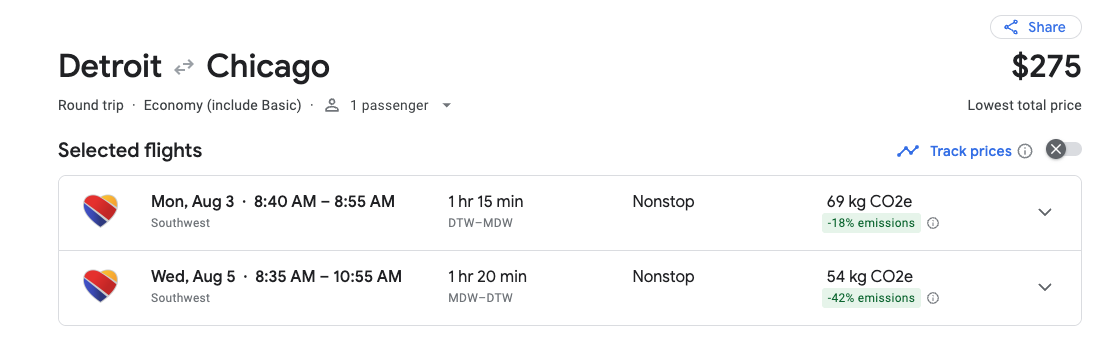 Share
Detroit Chicago $275
Round trip · Economy (include Basic) · 1 passenger Lowest total price
Selected flights Track prices
Mon, Aug 3 · 8:40 AM – 8:55 AM 1 hr 15 min Nonstop 69 kg CO2e
Southwest DTW–MDW -18% emissions
Wed, Aug 5 · 8:35 AM – 10:55 AM 1 hr 20 min Nonstop 54 kg CO2e
Southwest MDW–DTW -42% emissions